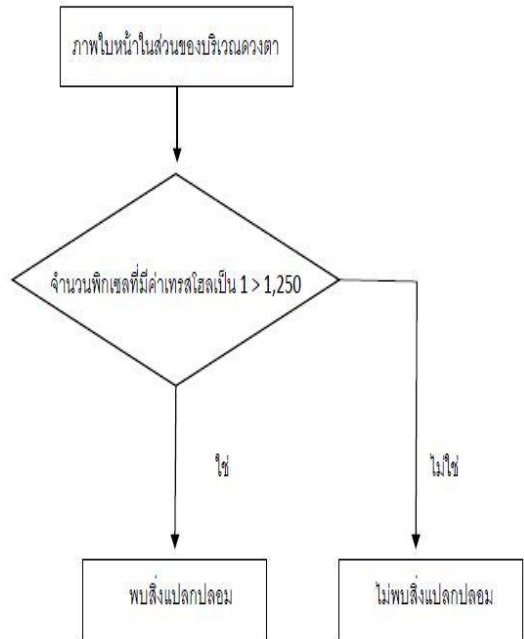 ภาพใบหน้าในส่วนของบริเวณดวงตา
จำนวนพิกเซลที่มีค่าเทรสโฮลเป็น 1 > 1,250
ใช่
ไม่ใช่
พบสิ่งแปลกปลอม
ไม่พบสิ่งแปลกปลอม